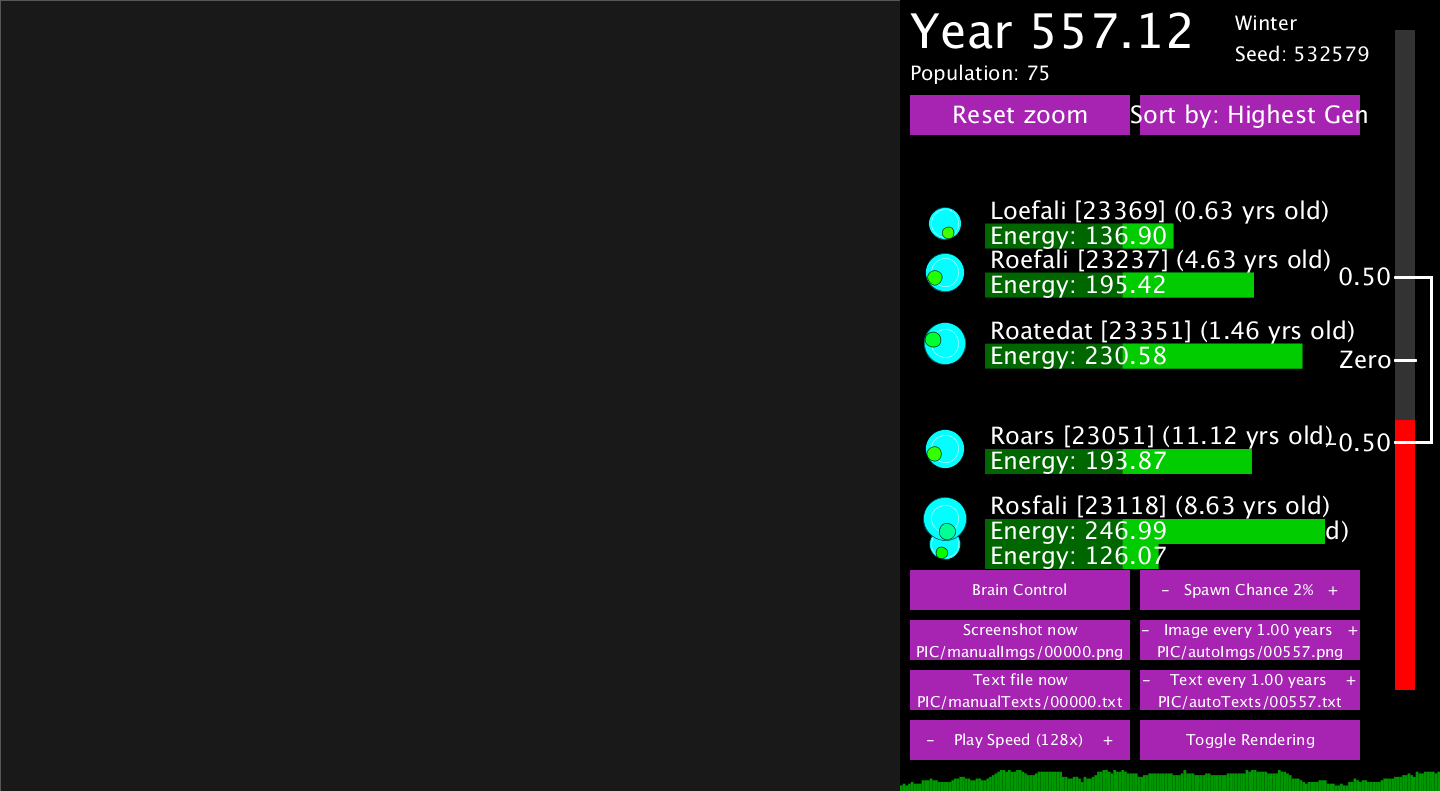 Year 557.12
Winter
Seed: 532579
Population: 75
Reset zoom
Sort by: Highest Gen
Loefali [23369] (0.63 yrs old)
Energy: 136.90
Roefali [23237] (4.63 yrs old)
Energy: 195.42
0.50
Roatedat [23351] (1.46 yrs old)
Energy: 230.58
Zero
Roars [23051] (11.12 yrs old)
-0.50
Energy: 193.87
Rosfali [23118] (8.63 yrs old)
Energy: 246.99
d)
Energy: 126.07
Brain Control
- Spawn Chance 2% +
Screenshot now
PIC/manualImgs/00000.png
- Image every 1.00 years +
PIC/autoImgs/00557.png
Text file now
PIC/manualTexts/00000.txt
- Text every 1.00 years +
PIC/autoTexts/00557.txt
- Play Speed (128x) +
Toggle Rendering